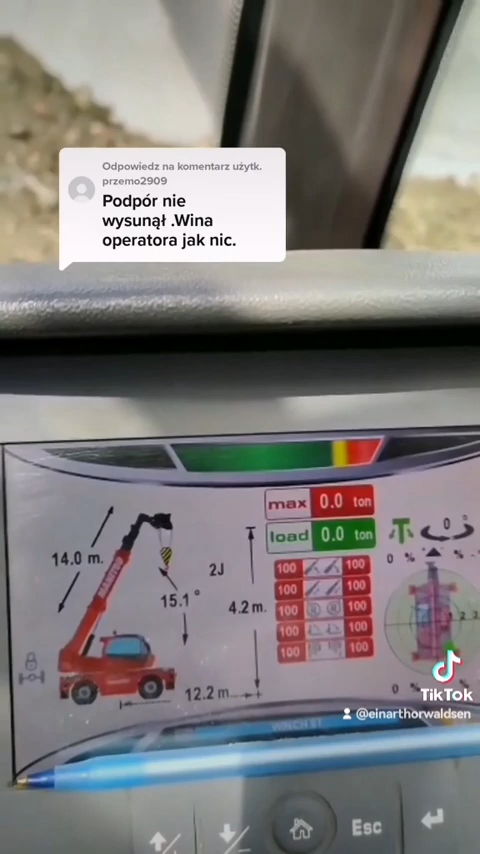 Odpowiedz na komentarz użytk.
przemo2909
Podpór nie
wysunął .Wina
operatora jak nic.
max 0.0 ton
load 0.0 ton
0 °
14.0 m.
2J
15.1 °
4.2 m.
12.2 m
100 100
100 100
100 100
100 100
100 100
0 %
%
MANITOU
0 %
TikTok
@einarthorwaldsen
Esc